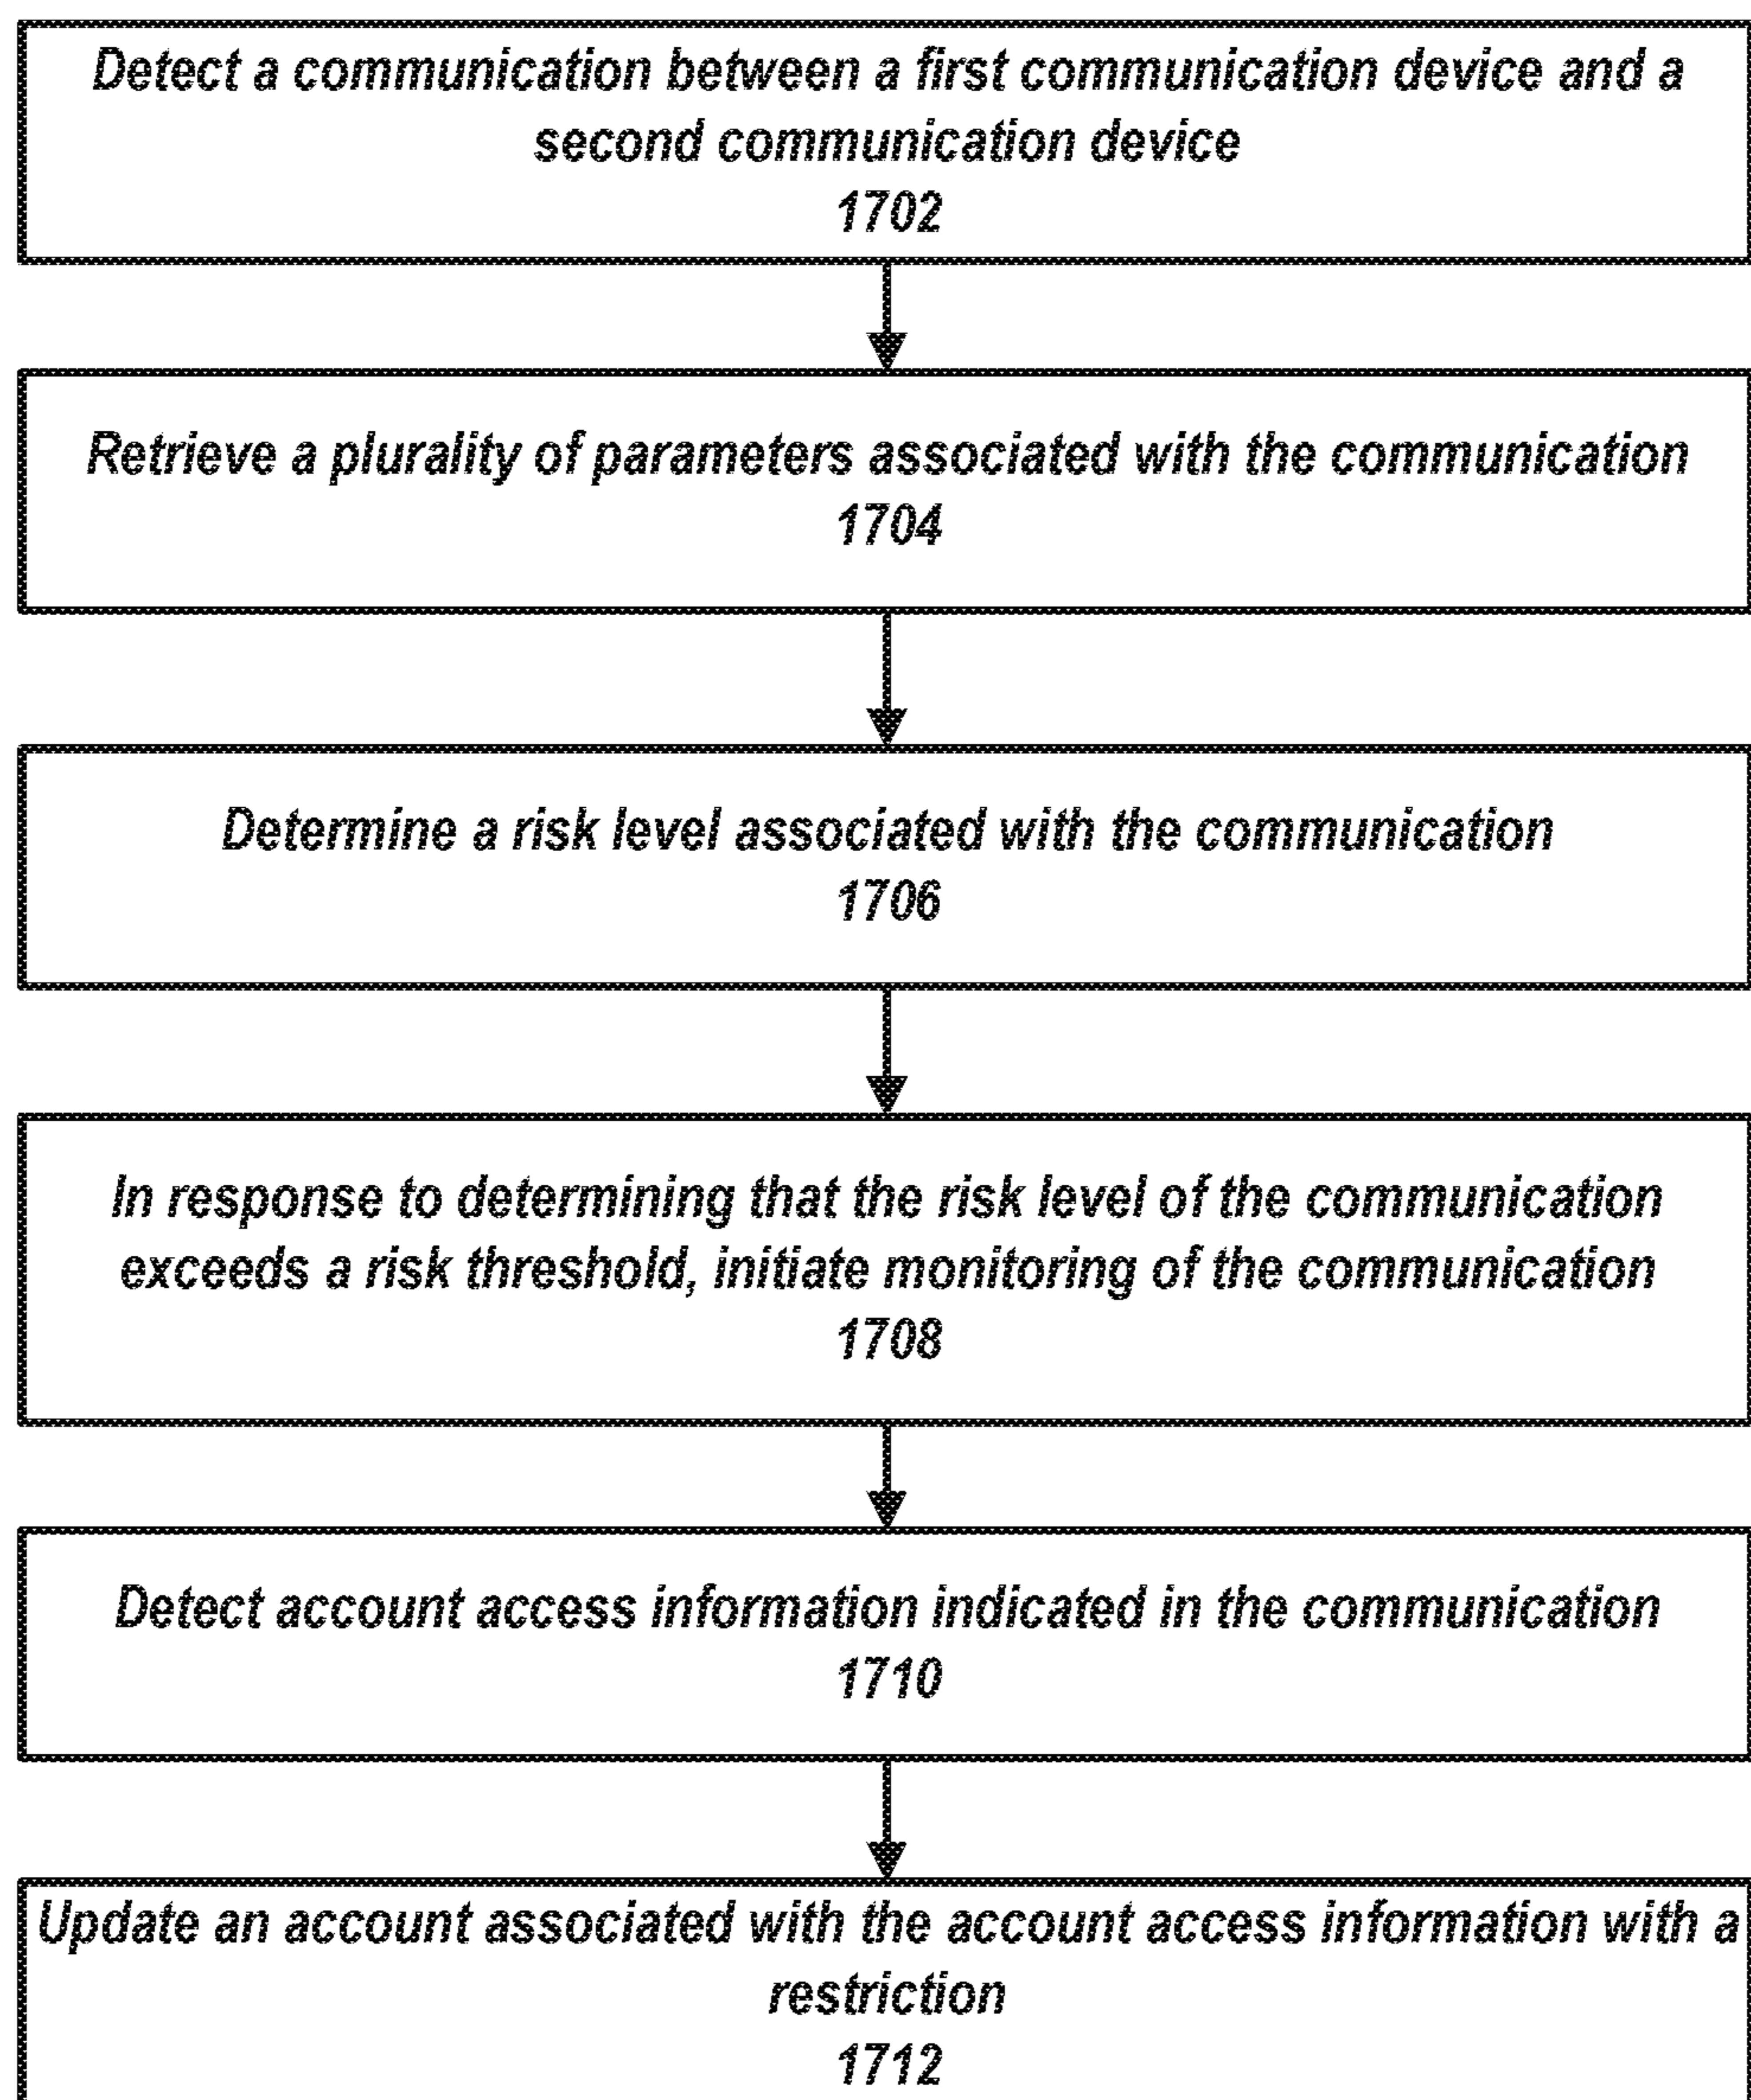 Detect a communication between a first communication device and a
second communication device
1702
Retrieve a plurality of parameters associated with the communication
1704
Determine a risk level associated with the communication
1706
In response to determining that the risk level of the communication
exceeds a risk threshold, initiate monitoring of the communication
1708
Detect account access information indicated in the communication
1710
Update an account associated with the account access information with a
restriction
1712